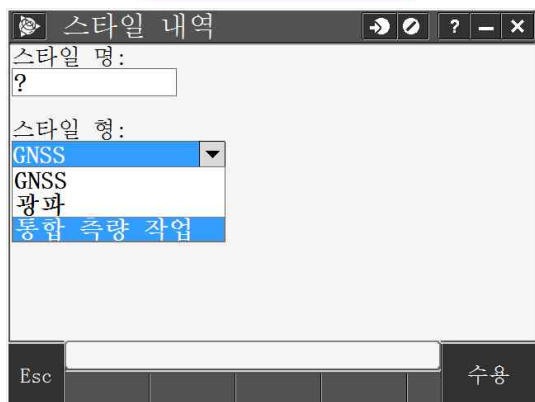 스타일 내역
? – ×
스타일 명:
?
스타일 형:
GNSS
GNSS
광파
통합 측량 작업
Esc
수용